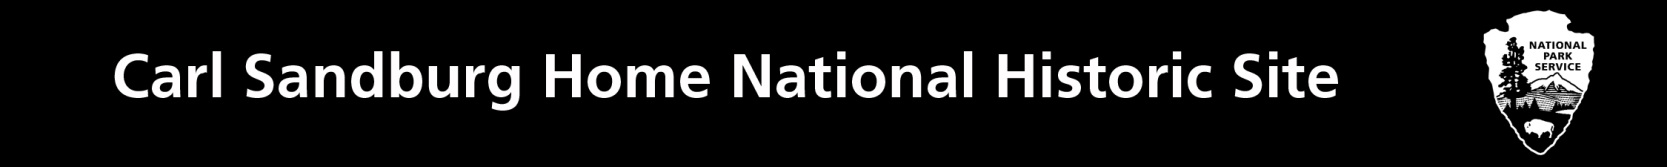 Carl Sandburg Home National Historic Site
NATIONAL
PARK
SERVICE